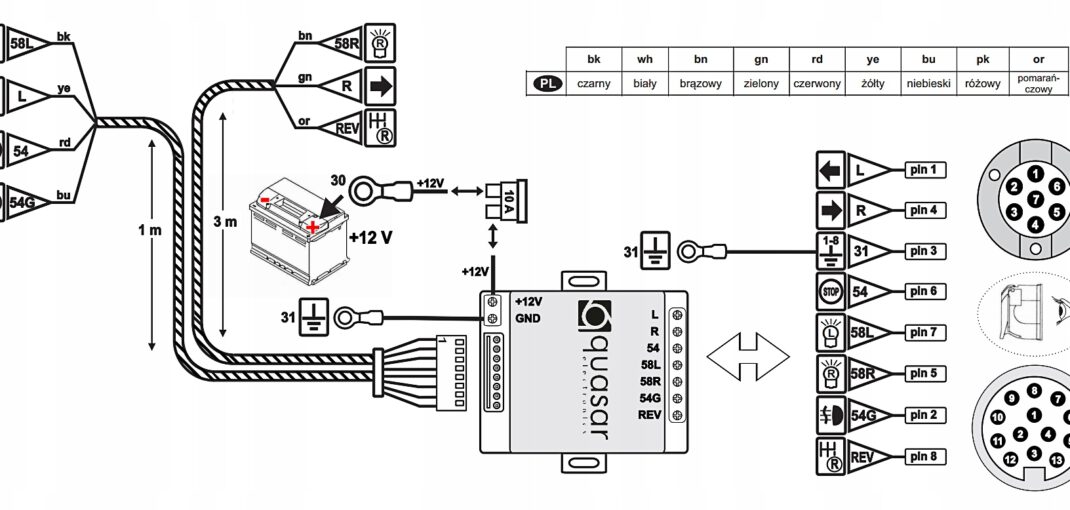 58L
bk
L
ye
54
rd
54G
bu
1 m
bn
58R
R
gn
R
or
REV
R
3 m
bk wh bn gn rd ye bu pk or
PL czarny biały brązowy zielony czerwony żółty niebieski różowy pomarań-
czowy
30
+12V
10 A
+12 V
+12V
31
1
+12V
GND
quasar
electronics
L
R
54
58L
58R
54G
REV
31
L pin 1
R pin 4
1-8
31 pin 3
STOP 54 pin 6
L 58L pin 7
R 58R pin 5
54G pin 2
R REV pin 8
1
2 6
7
3 5
4
8
9 7
10 1
11 2 4
12 3 13